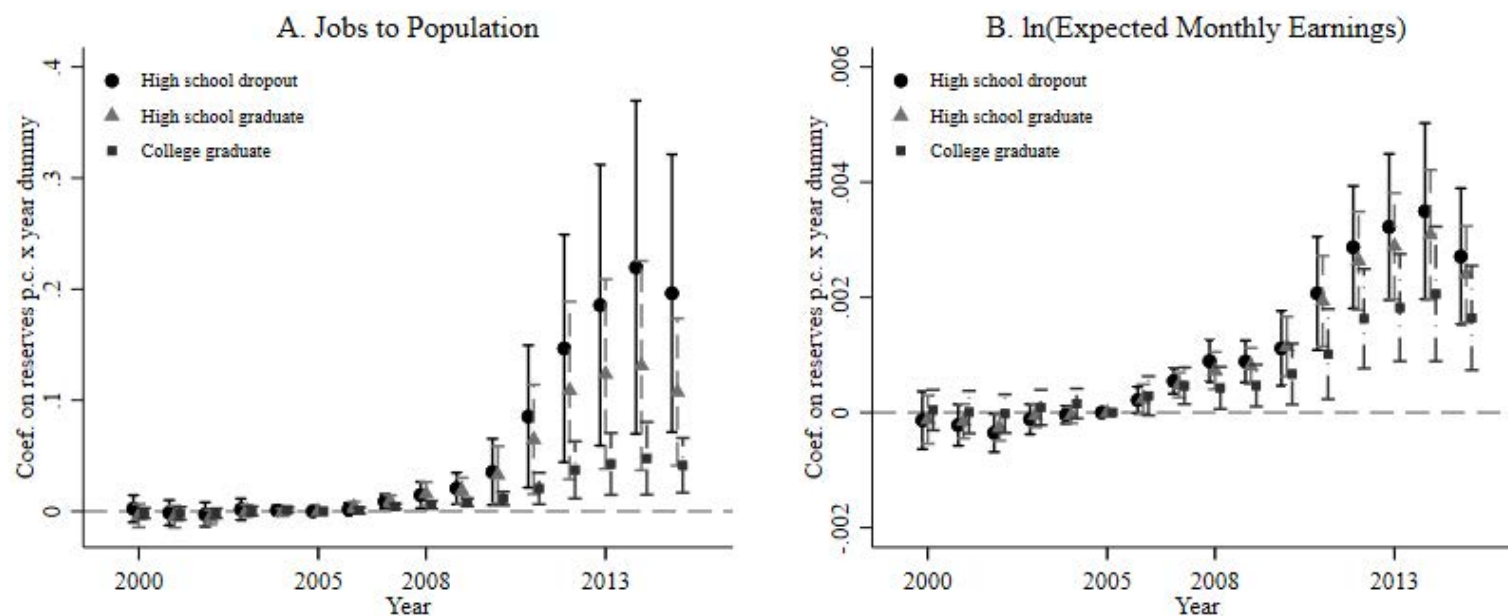 A. Jobs to Population
Coef. on reserves p.c. x year dummy
.4
.3
.2
.1
0
High school dropout
High school graduate
College graduate
2000 2005 2008 2013
Year
B. ln(Expected Monthly Earnings)
Coef. on reserves p.c. x year dummy
.006
.004
.002
0
-.002
High school dropout
High school graduate
College graduate
2000 2005 2008 2013
Year